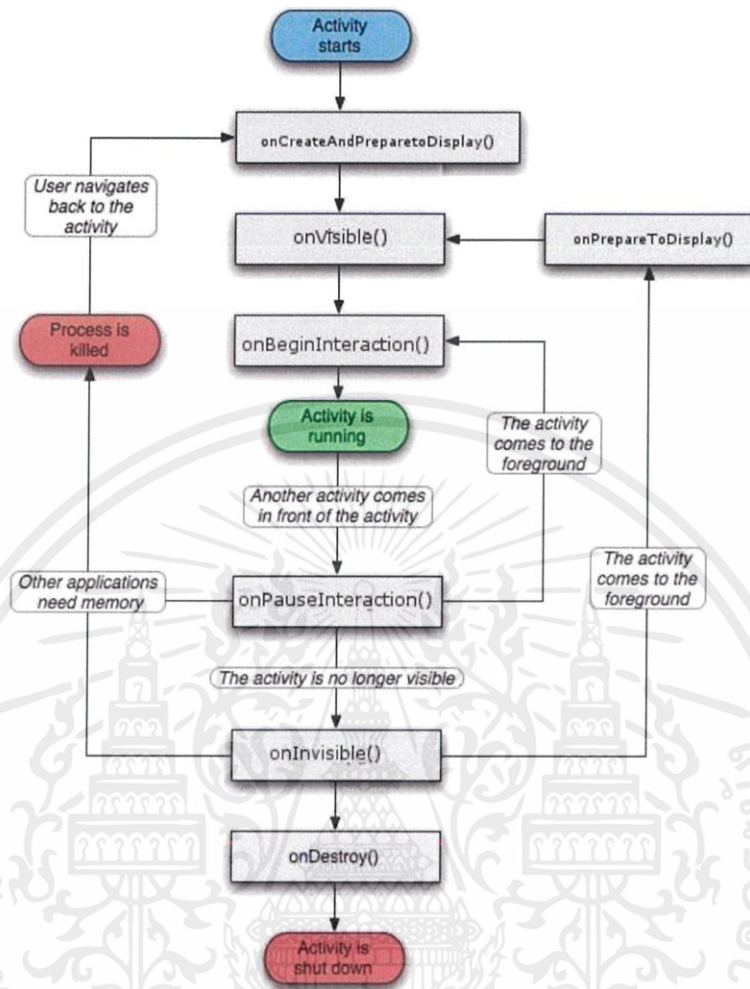 Activity
starts
onCreateAndPreparetoDisplay()
User navigates
back to the
activity
onVisible()
onPrepareToDisplay()
Process is
killed
onBeginInteraction()
Activity is
running
The activity
comes to the
foreground
Another activity comes
in front of the activity
The activity
comes to the
foreground
Other applications
need memory
onPauseInteraction()
The activity is no longer visible
onInvisible()
onDestroy()
Activity is
shut down